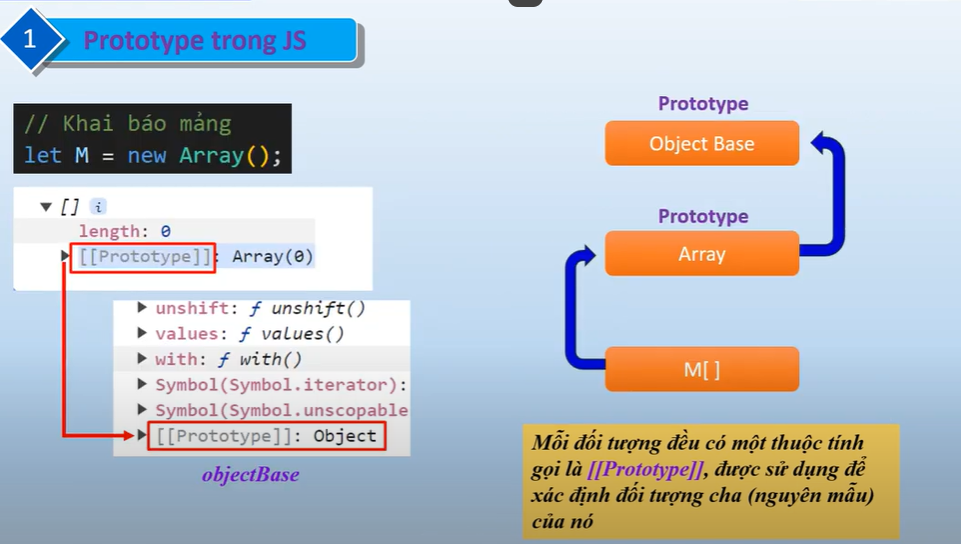 1
Prototype trong JS
// Khai báo mảng
let M = new Array();
▼ [] i
length: 0
▶ [[Prototype]]: Array(0)
▶ unshift: ƒ unshift()
▶ values: ƒ values()
▶ with: ƒ with()
▶ Symbol(Symbol.iterator):
▶ Symbol(Symbol.unscopable
▶ [[Prototype]]: Object
objectBase
Prototype
Object Base
Prototype
Array
M[ ]
Mỗi đối tượng đều có một thuộc tính
gọi là [[Prototype]], được sử dụng để
xác định đối tượng cha (nguyên mẫu)
của nó